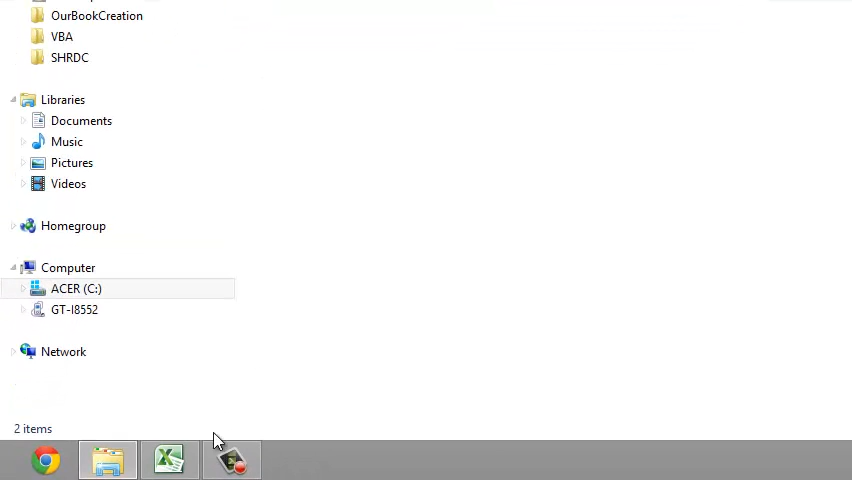 OurBookCreation
VBA
SHRDC
Libraries
Documents
Music
Pictures
Videos
Homegroup
Computer
ACER (C:)
GT-I8552
Network
2 items